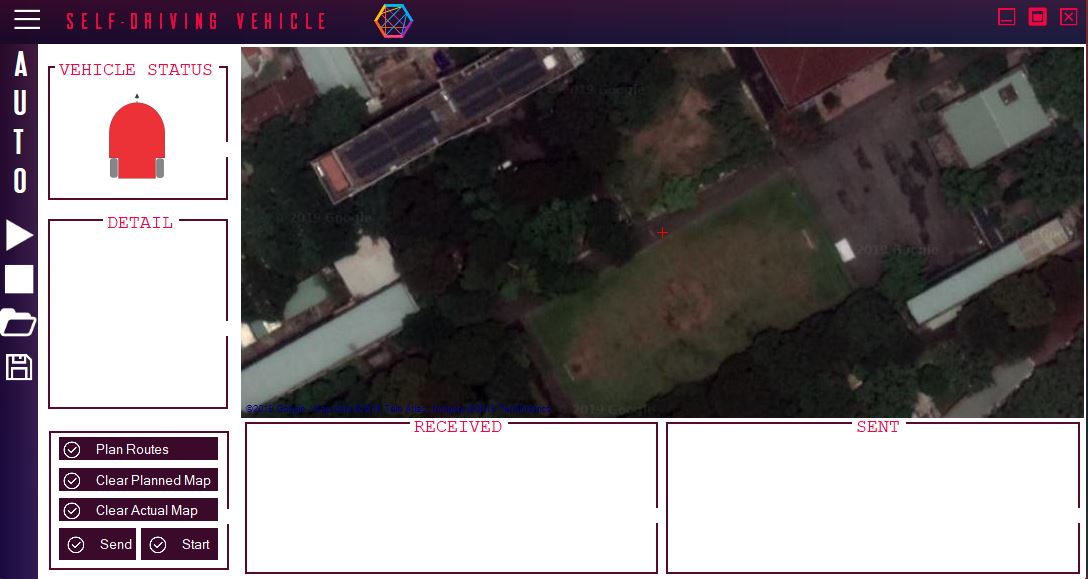 SELF-DRIVING VEHICLE
AUTO
VEHICLE STATUS
DETAIL
Plan Routes
Clear Planned Map
Clear Actual Map
Send
Start
© 2019 Google
© 2019 Google
2019 Google
2019 Google
RECEIVED
SENT